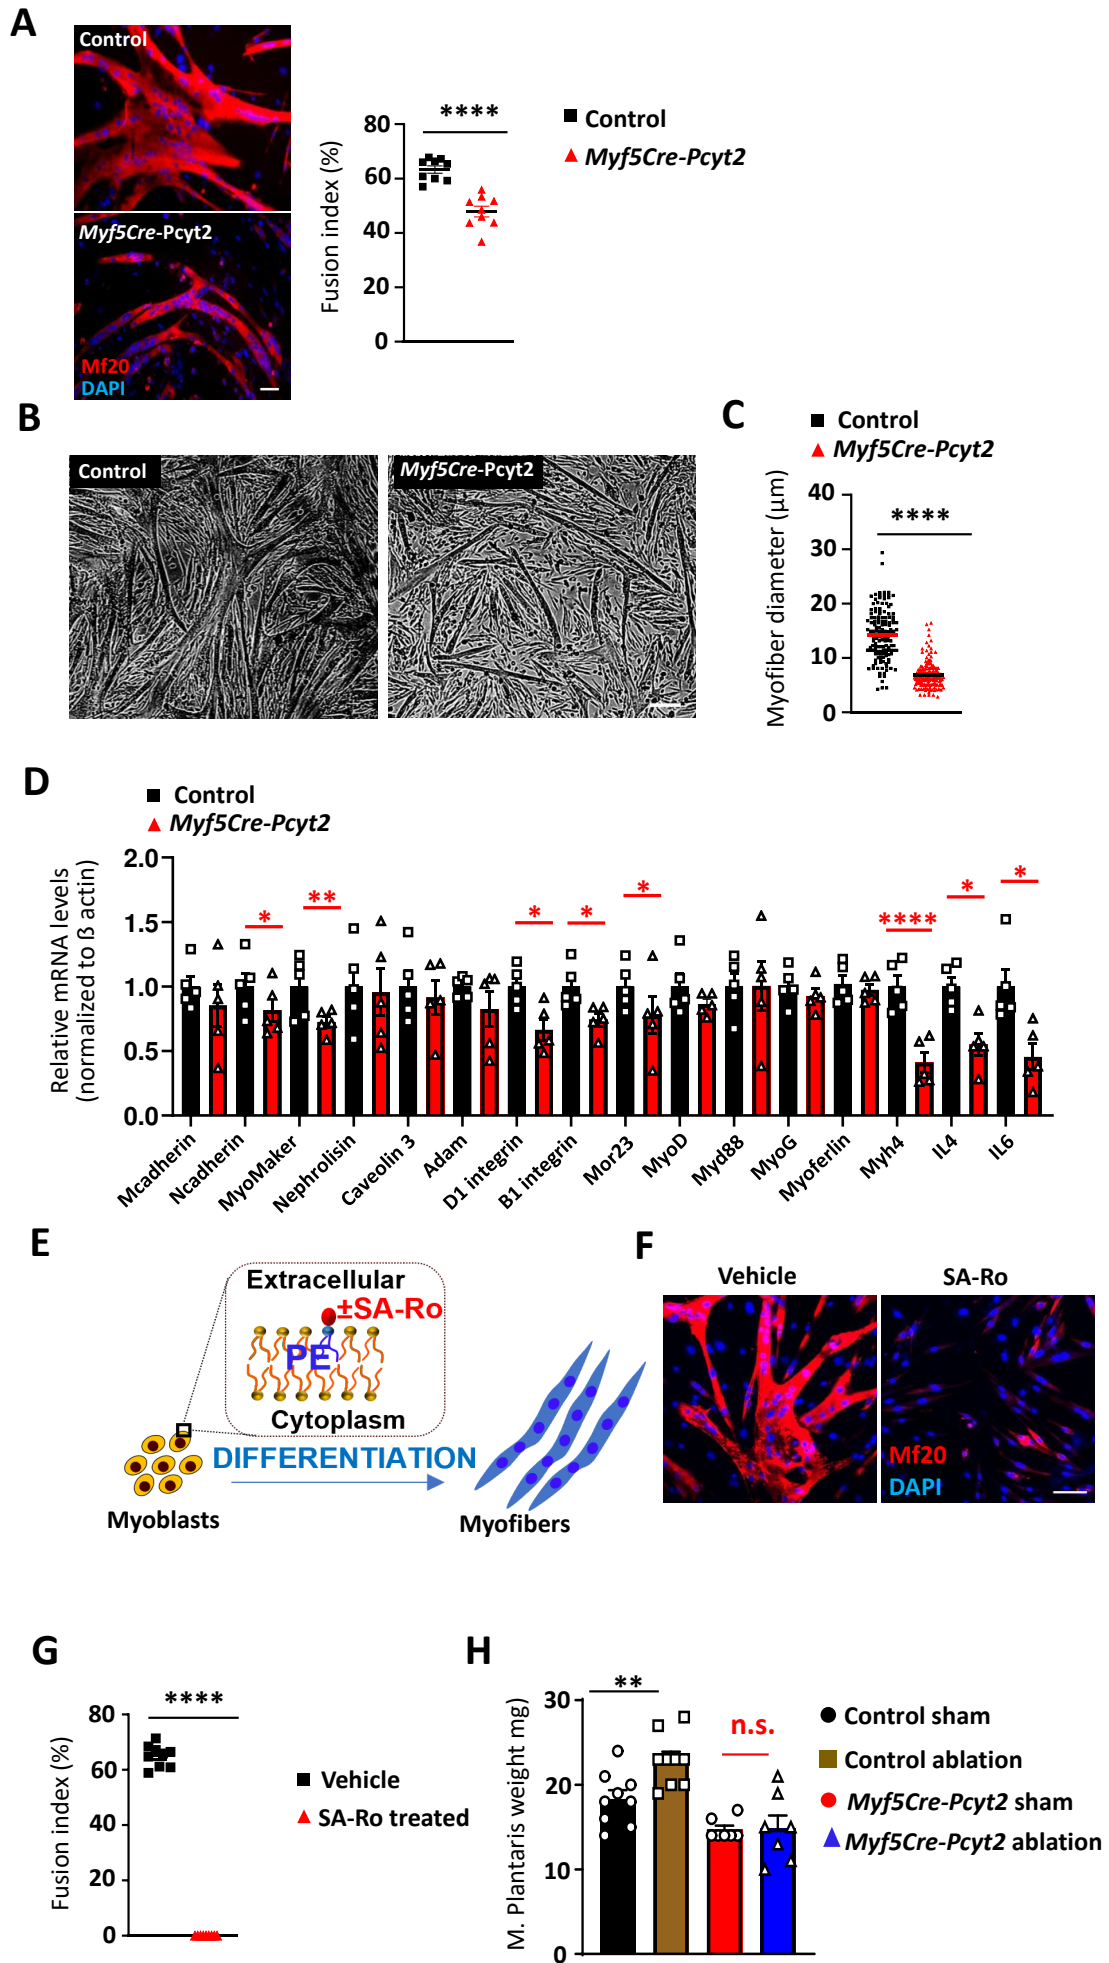 A
Control
Myf5Cre-Pcyt2
Mf20
DAPI
Fusion index (%)
80
60
40
20
0
****
Control
Myf5Cre-Pcyt2
B
Control
Myf5Cre-Pcyt2
C
Control
Myf5Cre-Pcyt2
Myofiber diameter (µm)
40
30
20
10
0
****
D
Control
Myf5Cre-Pcyt2
Relative mRNA levels
(normalized to ß actin)
2.0
1.5
1.0
0.5
0.0
*
**
*
*
*
****
*
*
Mcadherin
Ncadherin
MyoMaker
Nephrolisin
Caveolin 3
Adam
D1 integrin
B1 integrin
Mor23
MyoD
Myd88
MyoG
Myoferlin
Myh4
IL4
IL6
E
Extracellular
±SA-Ro
PE
Cytoplasm
DIFFERENTIATION
Myoblasts
Myofibers
F
Vehicle
SA-Ro
Mf20
DAPI
G
Fusion index (%)
80
60
40
20
0
****
Vehicle
SA-Ro treated
H
M. Plantaris weight mg)
30
20
10
0
**
n.s.
Control sham
Control ablation
Myf5Cre-Pcyt2 sham
Myf5Cre-Pcyt2 ablation